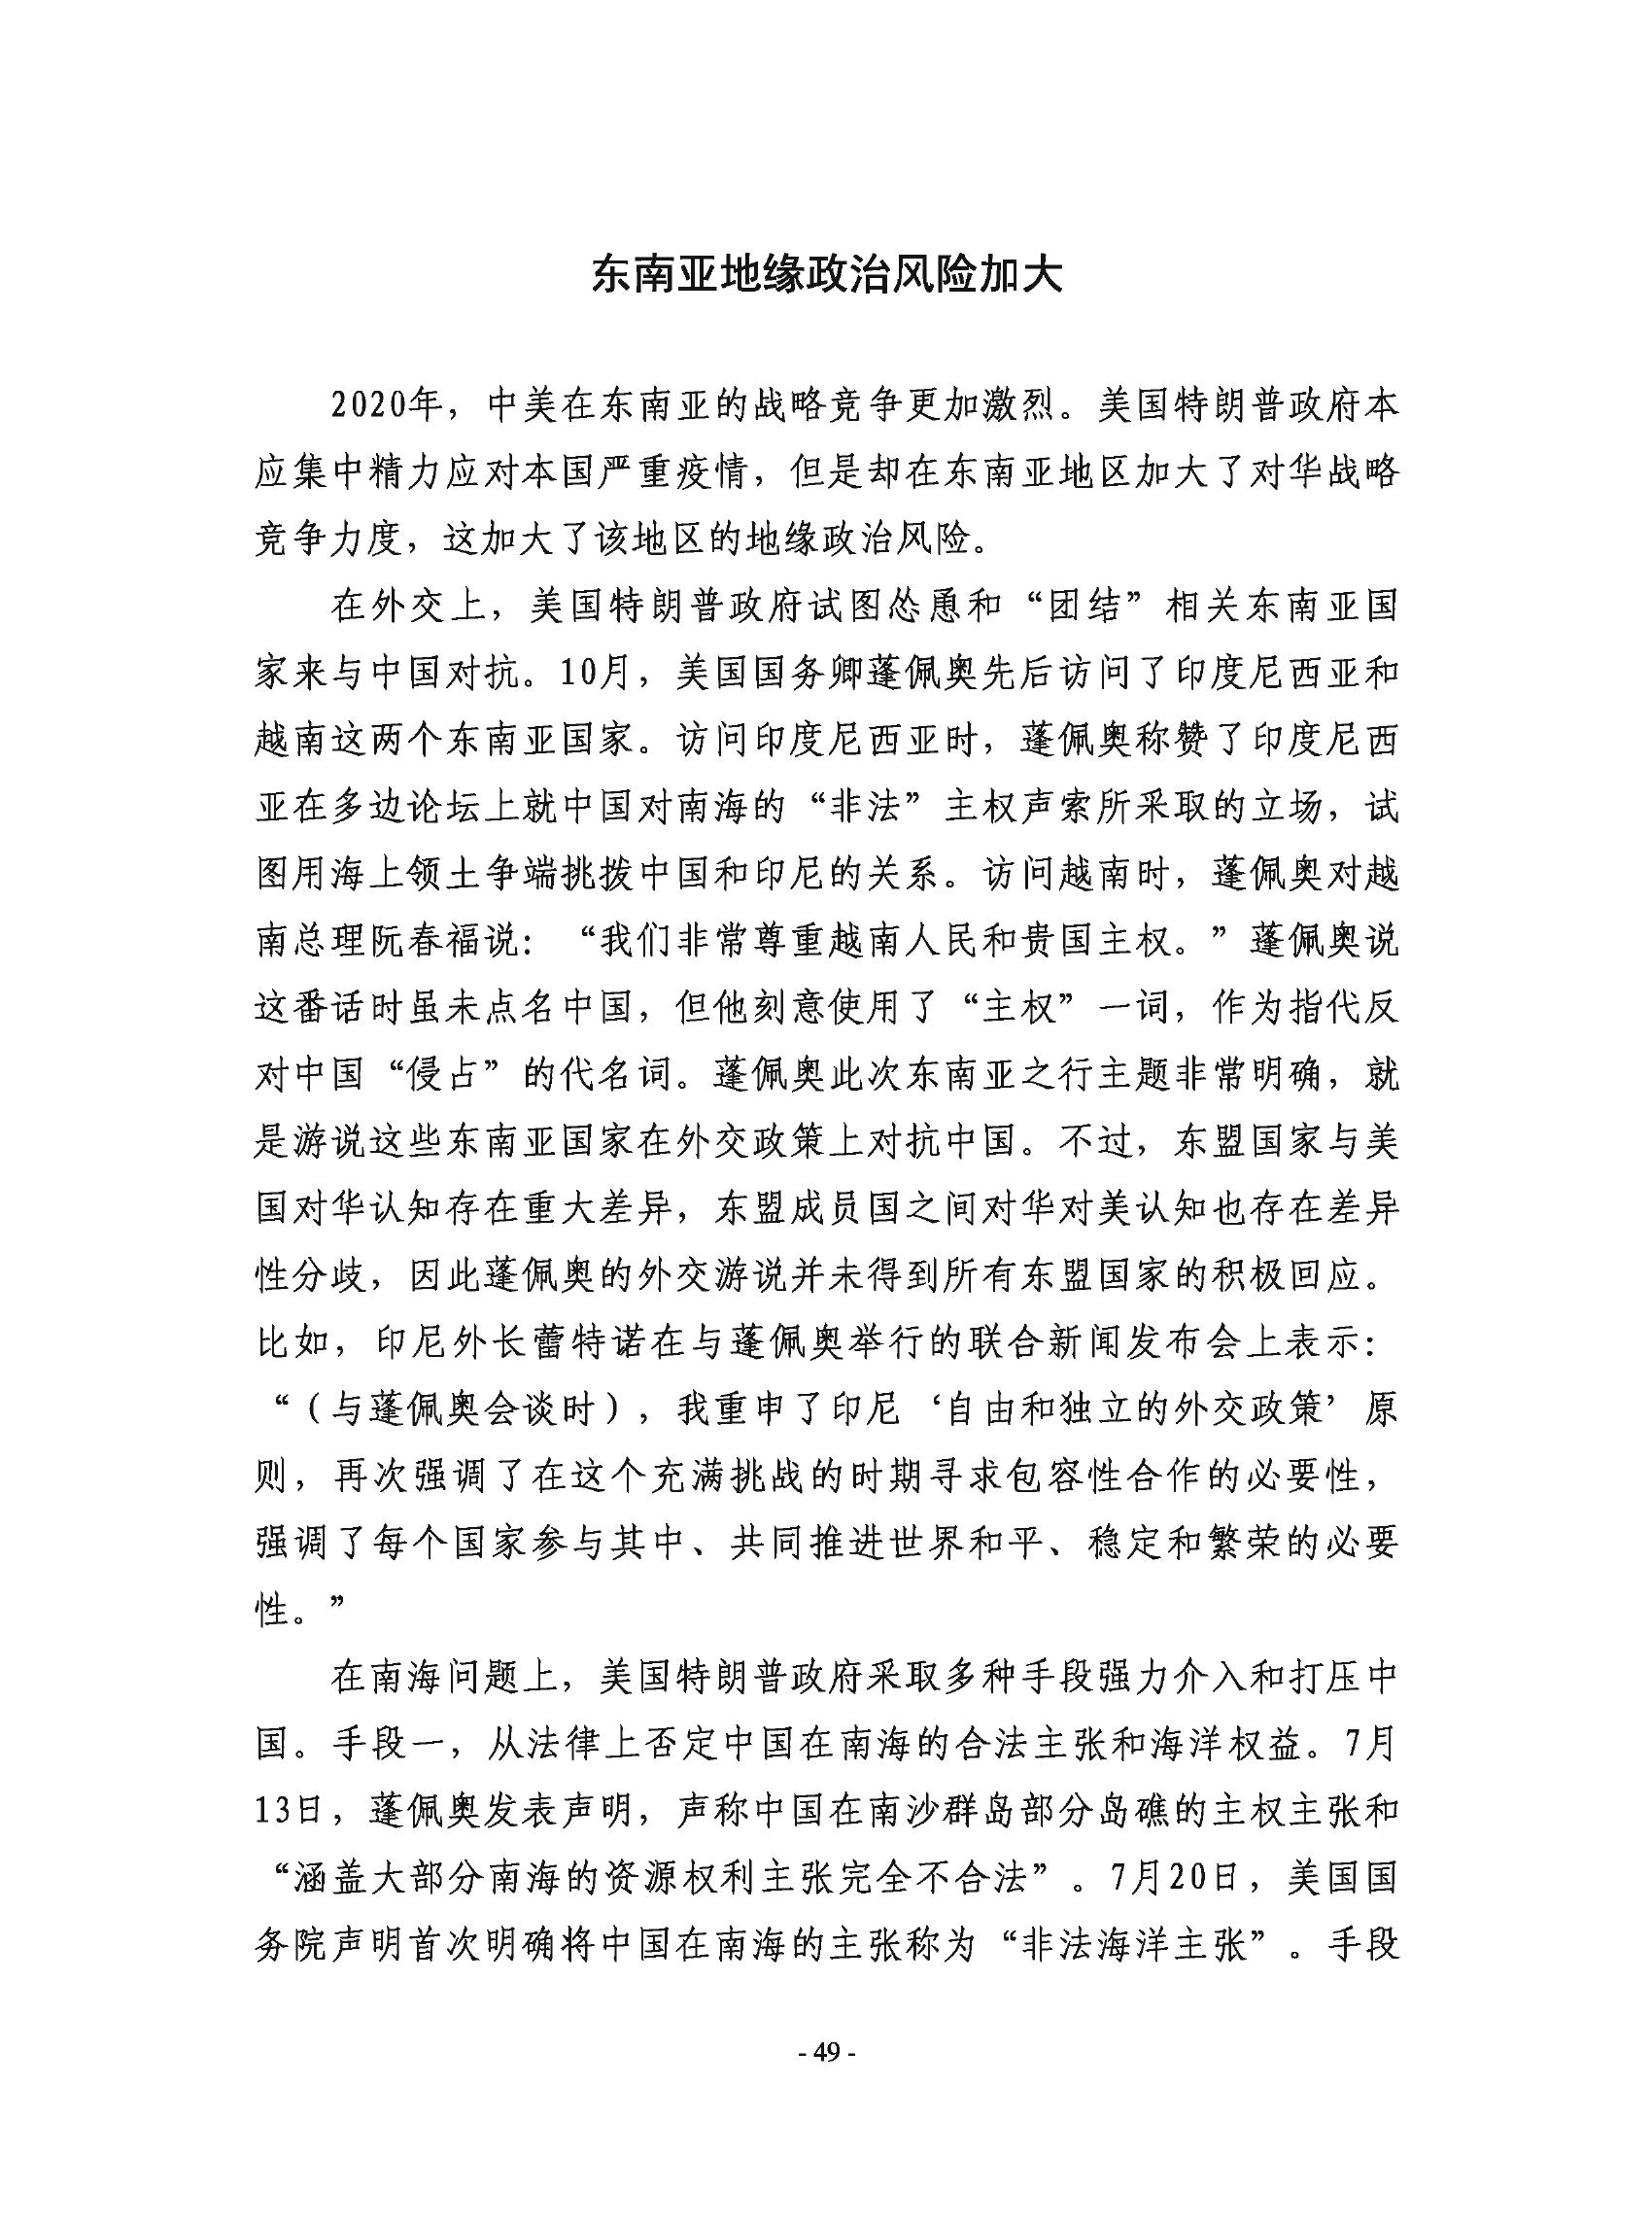 东南亚地缘政治风险加大
2020年，中美在东南亚的战略竞争更加激烈。美国特朗普政府本
应集中精力应对本国严重疫情，但是却在东南亚地区加大了对华战略
竞争力度，这加大了该地区的地缘政治风险。
在外交上，美国特朗普政府试图怂恿和“团结”相关东南亚国
家来与中国对抗。10月，美国国务卿蓬佩奥先后访问了印度尼西亚和
越南这两个东南亚国家。访问印度尼西亚时，蓬佩奥称赞了印度尼西
亚在多边论坛上就中国对南海的“非法”主权声索所采取的立场，试
图用海上领土争端挑拨中国和印尼的关系。访问越南时，蓬佩奥对越
南总理阮春福说：“我们非常尊重越南人民和贵国主权。”蓬佩奥说
这番话时虽未点名中国，但他刻意使用了“主权”一词，作为指代反
对中国“侵占”的代名词。蓬佩奥此次东南亚之行主题非常明确，就
是游说这些东南亚国家在外交政策上对抗中国。不过，东盟国家与美
国对华认知存在重大差异，东盟成员国之间对华对美认知也存在差异
性分歧，因此蓬佩奥的外交游说并未得到所有东盟国家的积极回应。
比如，印尼外长蕾特诺在与蓬佩奥举行的联合新闻发布会上表示：
“（与蓬佩奥会谈时），我重申了印尼‘自由和独立的外交政策’原
则，再次强调了在这个充满挑战的时期寻求包容性合作的必要性，
强调了每个国家参与其中、共同推进世界和平、稳定和繁荣的必要
性。”
在南海问题上，美国特朗普政府采取多种手段强力介入和打压中
国。手段一，从法律上否定中国在南海的合法主张和海洋权益。7月
13日，蓬佩奥发表声明，声称中国在南沙群岛部分岛礁的主权主张和
“涵盖大部分南海的资源权利主张完全不合法”。7月20日，美国国
务院声明首次明确将中国在南海的主张称为“非法海洋主张”。手段
- 49 -